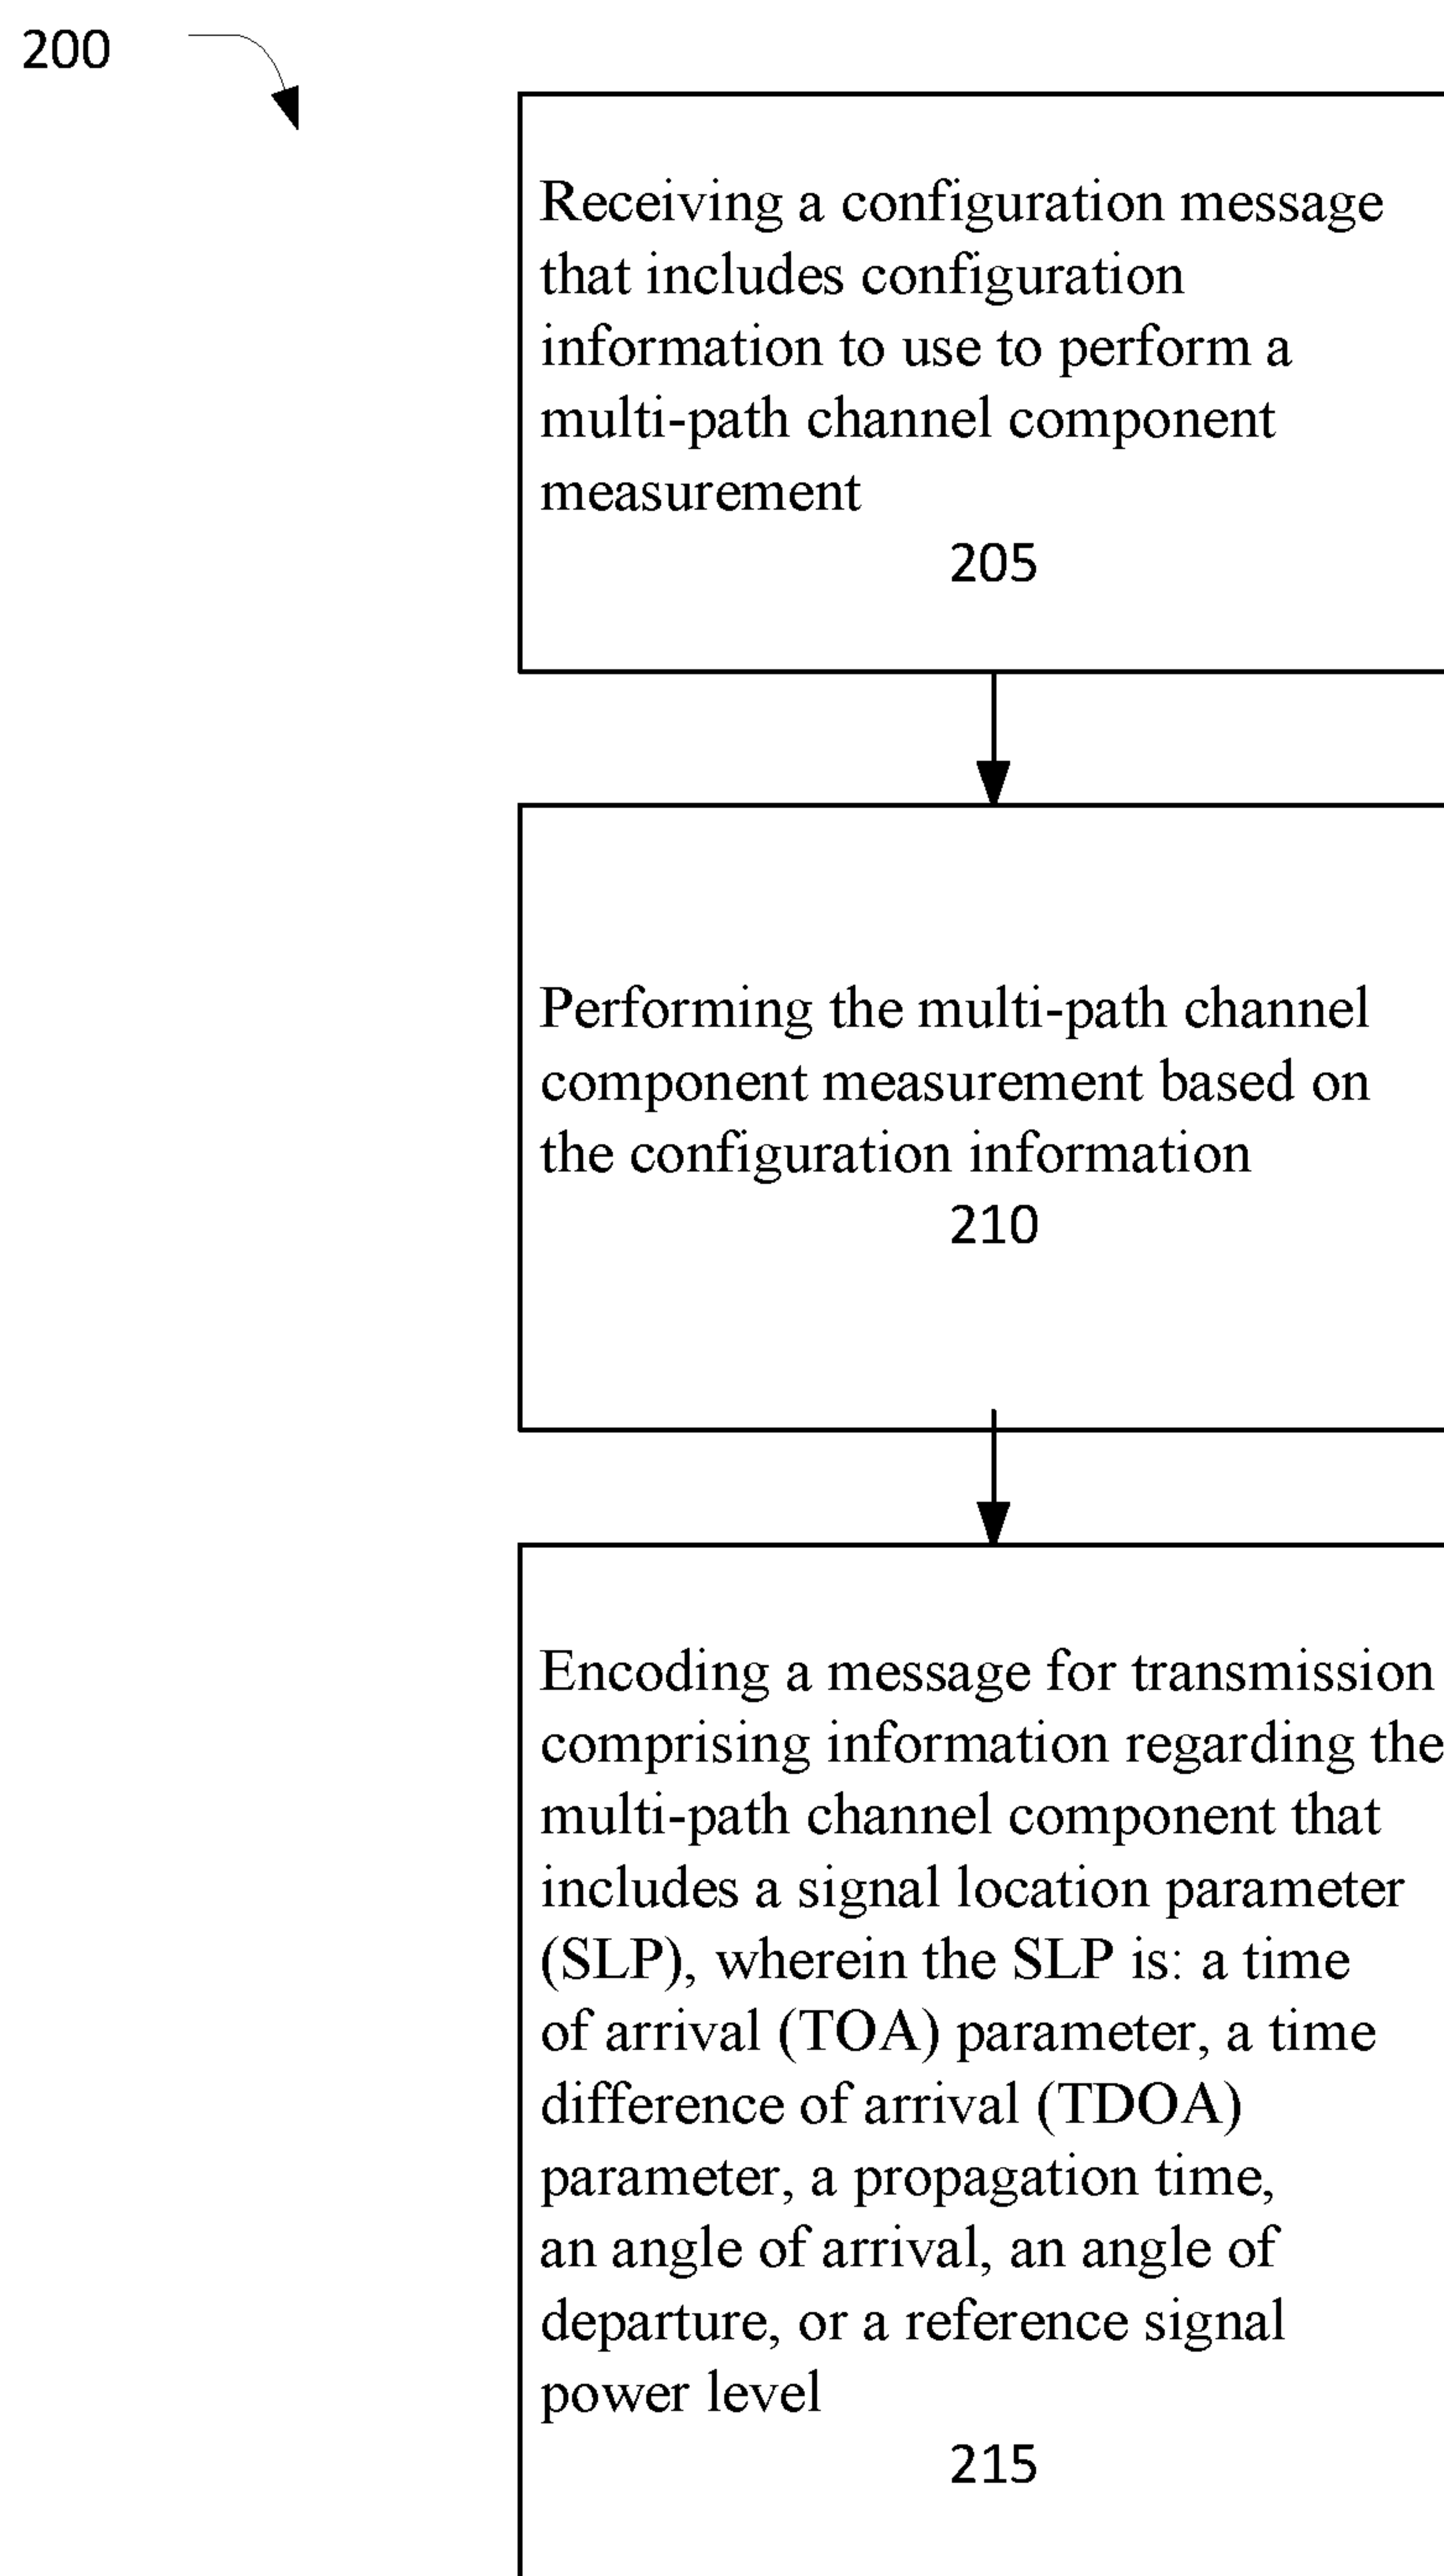 200
Receiving a configuration message
that includes configuration
information to use to perform a
multi-path channel component
measurement
205
Performing the multi-path channel
component measurement based on
the configuration information
210
Encoding a message for transmission
comprising information regarding the
multi-path channel component that
includes a signal location parameter
(SLP), wherein the SLP is: a time
of arrival (TOA) parameter, a time
difference of arrival (TDOA)
parameter, a propagation time,
an angle of arrival, an angle of
departure, or a reference signal
power level
215